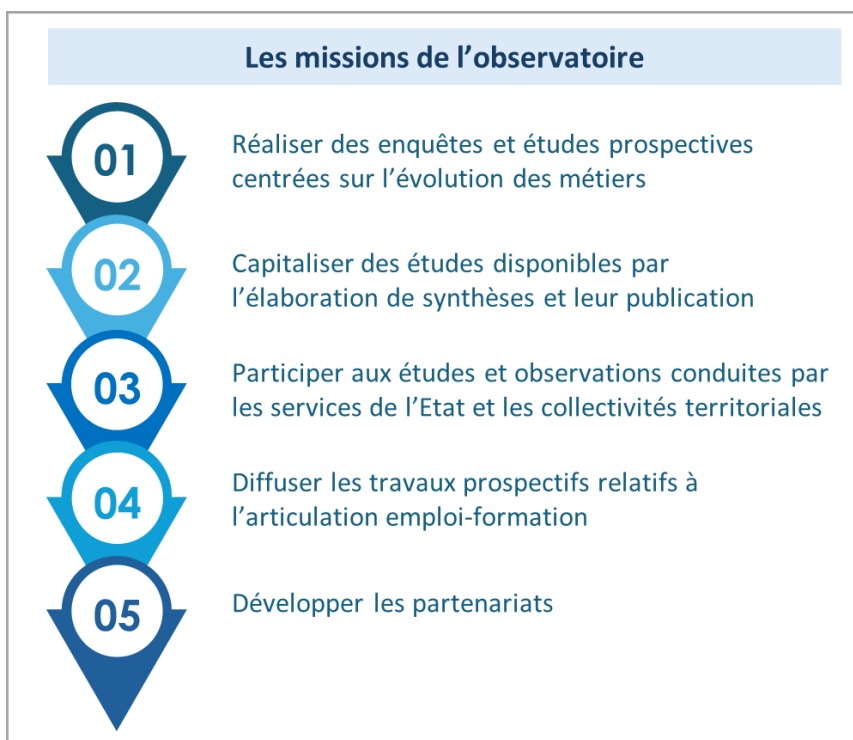 Les missions de l’observatoire
01
Réaliser des enquêtes et études prospectives
centrées sur l’évolution des métiers
02
Capitaliser des études disponibles par
l’élaboration de synthèses et leur publication
03
Participer aux études et observations conduites par
les services de l’Etat et les collectivités territoriales
04
Diffuser les travaux prospectifs relatifs à
l’articulation emploi-formation
05
Développer les partenariats